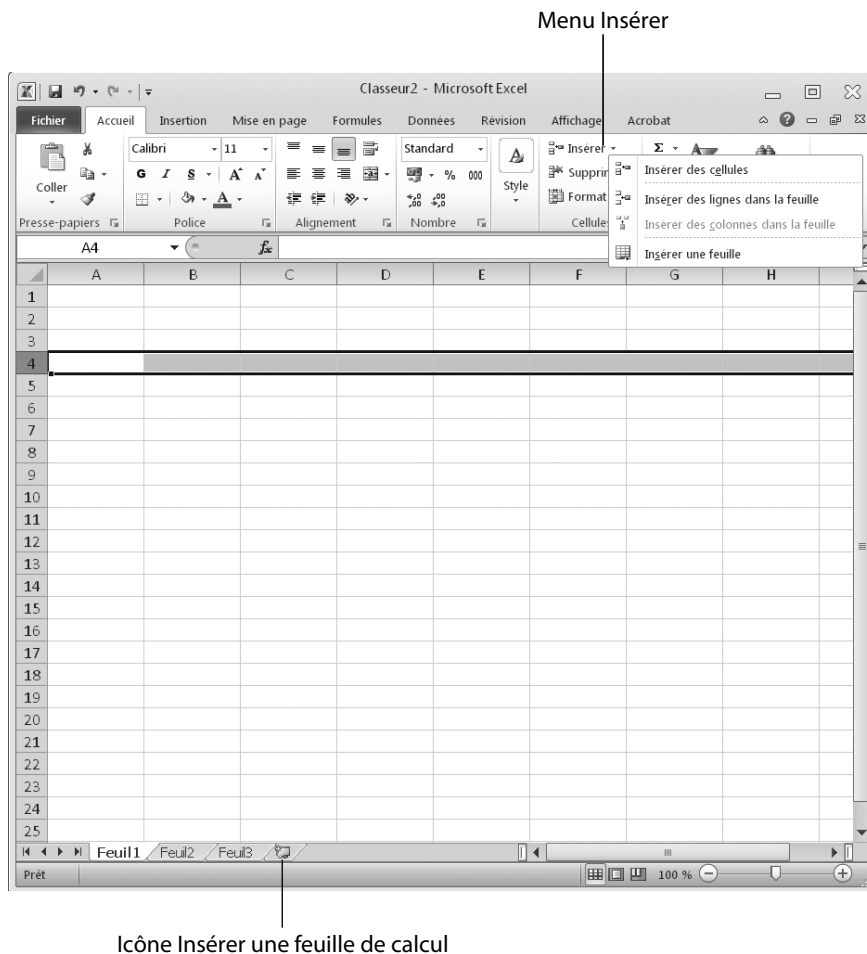 Menu Insérer
Classeur2 - Microsoft Excel
Fichier Accueil Insertion Mise en page Formules Données Révision Affichage Acrobat
Calibri 11 Standard Insérer Σ
Coller G I S A A % 000 Style Supprir
A Format
Presse-papiers Police Alignement Nombre Cellule
Insérer des cellules
Insérer des lignes dans la feuille
Insérer des colonnes dans la feuille
Insérer une feuille
A4 fx
A B C D E F G H
1
2
3
4
5
6
7
8
9
10
11
12
13
14
15
16
17
18
19
20
21
22
23
24
25
Feuil1 Feuil2 Feuil3
Prêt 100 %
Icône Insérer une feuille de calcul